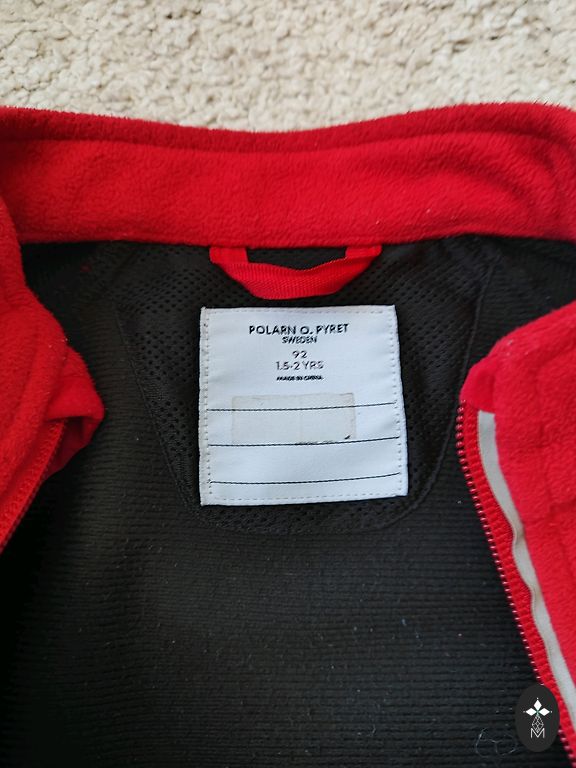 POLARN O. PYRET
SWEDEN
92
1.5-2 YRS
MADE IN CHINA
M